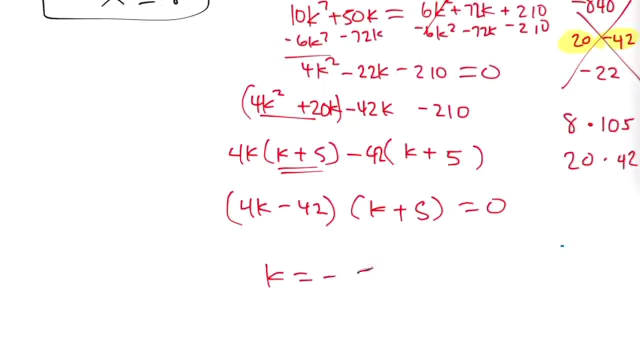 10k² + 50k = 6k² + 72k + 210
-6k² -72k -6k² -72k -210
4k² - 22k - 210 = 0
(4k² + 20k) - 42k - 210
4k(k + 5) - 42(k + 5)
(4k - 42) (k + 5) = 0
k = -
-840
20 -42
-22
8 · 105
20 · 42